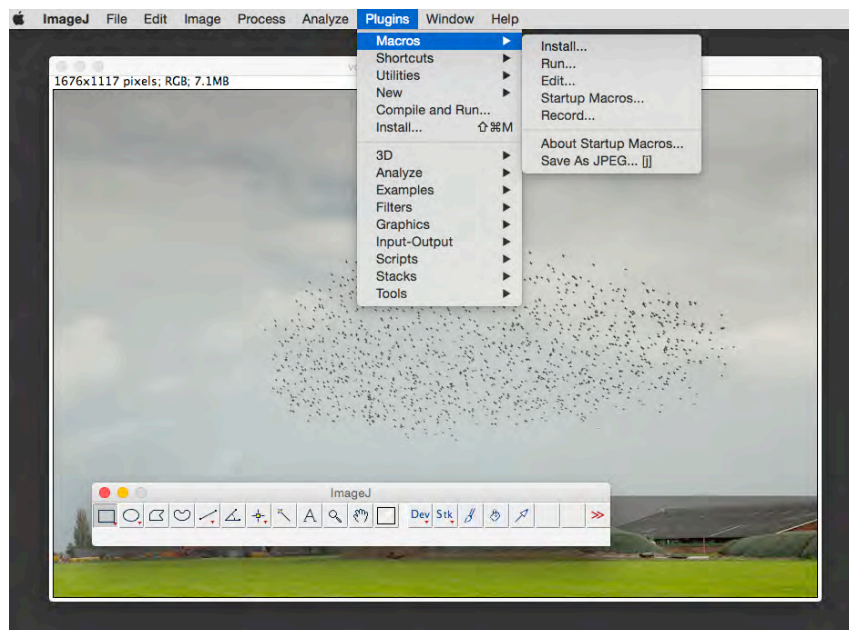 ImageJ File Edit Image Process Analyze Plugins Window Help
Macros
Shortcuts
Utilities
New
Compile and Run...
Install... ⇧⌘M
3D
Analyze
Examples
Filters
Graphics
Input-Output
Scripts
Stacks
Tools
Install...
Run...
Edit...
Startup Macros...
Record...
About Startup Macros...
Save As JPEG... [j]
1676x1117 pixels; RGB; 7.1MB
ImageJ
A Dev Stk >>